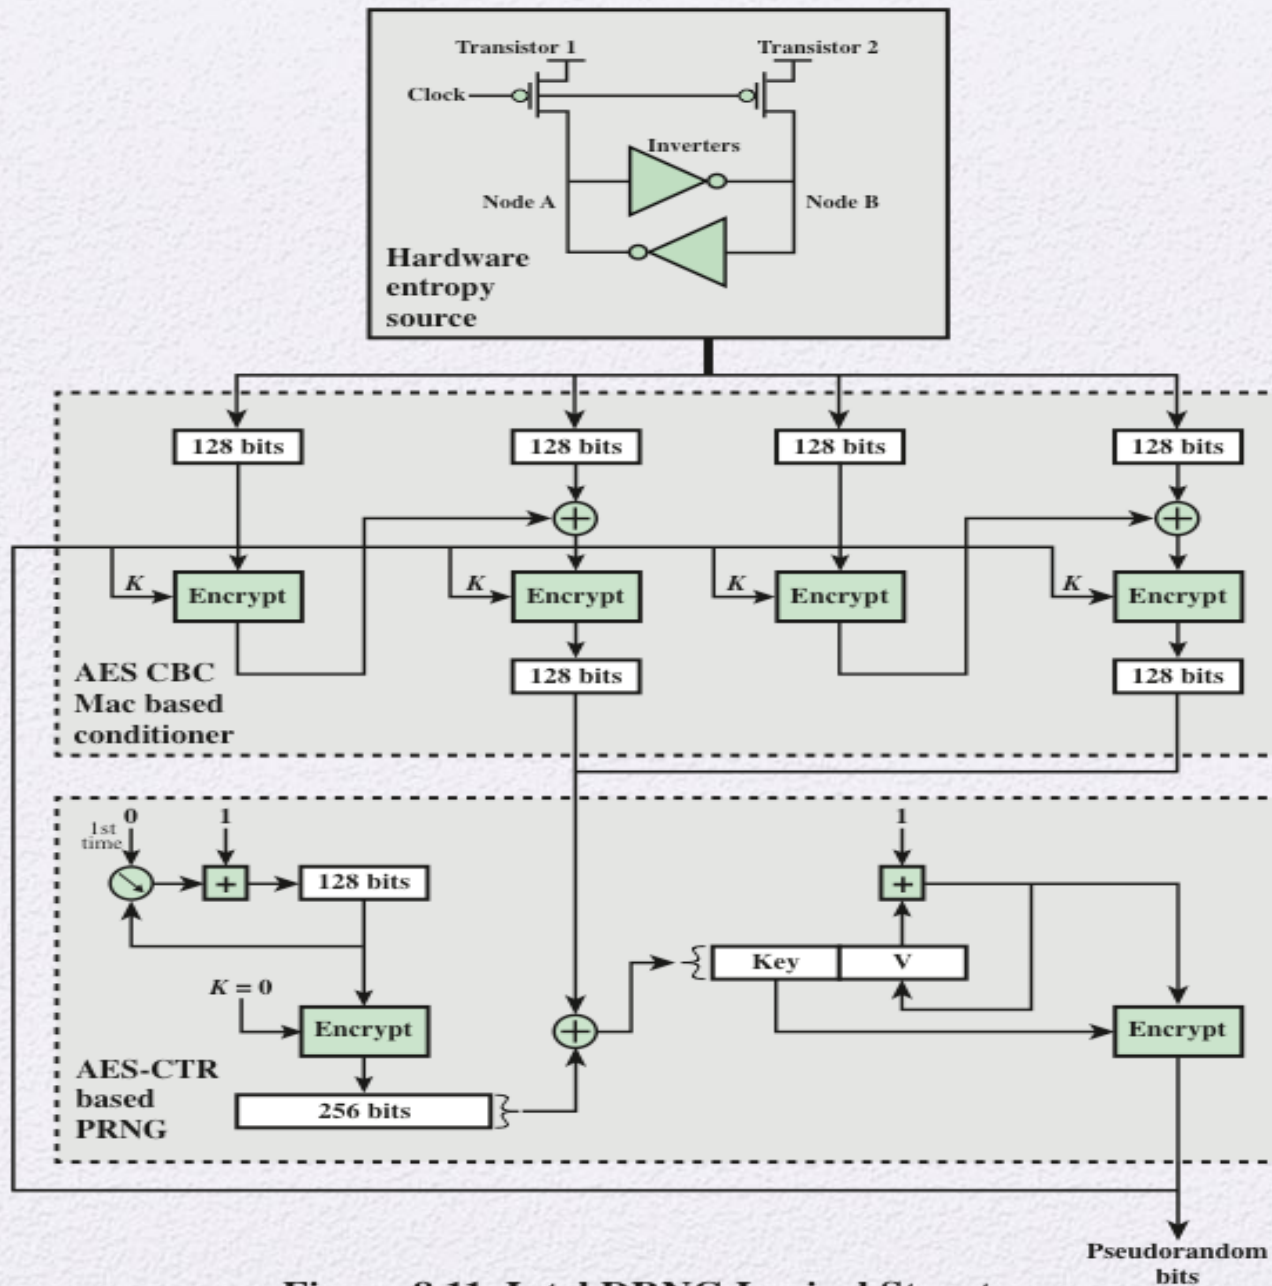 Transistor 1
Transistor 2
Clock
Inverters
Node A
Node B
Hardware
entropy
source
128 bits
128 bits
128 bits
128 bits
+
+
K
Encrypt
K
Encrypt
K
Encrypt
K
Encrypt
AES CBC
Mac based
conditioner
128 bits
128 bits
0
1st
time
1
1
+
128 bits
+
Key
V
K = 0
Encrypt
+
Encrypt
AES-CTR
based
PRNG
256 bits
Pseudorandom
bits